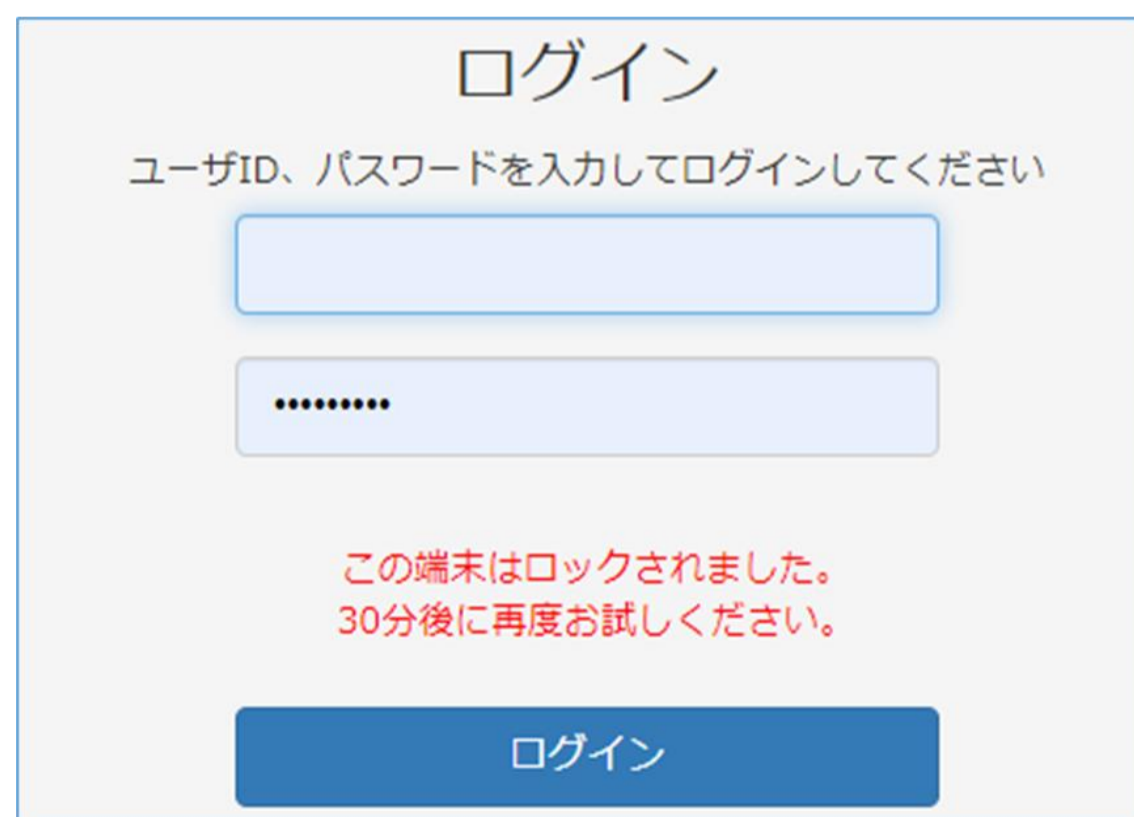 ログイン
ユーザID、パスワードを入力してログインしてください
•••••••••
この端末はロックされました。
30分後に再度お試しください。
ログイン